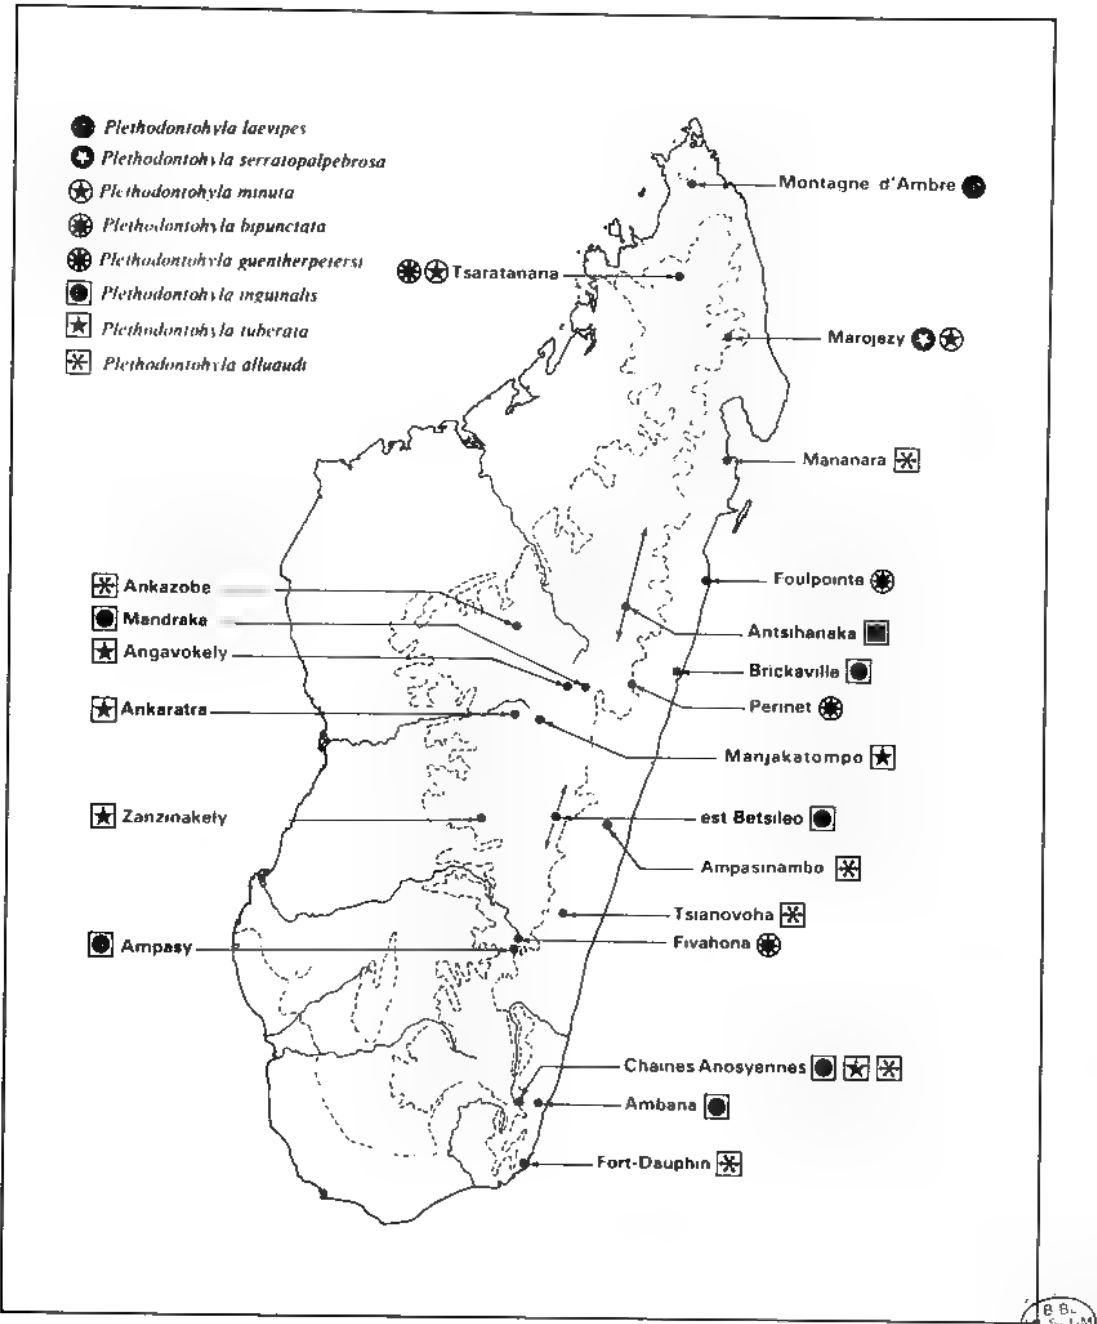 Plethodontohyla laevipes
Plethodontohyla serratopalpebrosa
Plethodontohyla minuta
Plethodontohyla bipunctata
Plethodontohyla guentherpetersi
Plethodontohyla inguinalis
Plethodontohyla tuberata
Plethodontohyla alluaudi
Montagne d'Ambre
Tsaratanana
Marojezy
Mananara
Ankazobe
Foulpointe
Mandraka
Antsihanaka
Angavokely
Brickaville
Ankaratra
Perinet
Manjakatompo
Zanzinakely
est Betsileo
Ampasinambo
Tsianovoha
Fivahona
Ampasy
Chaines Anosyennes
Ambana
Fort-Dauphin